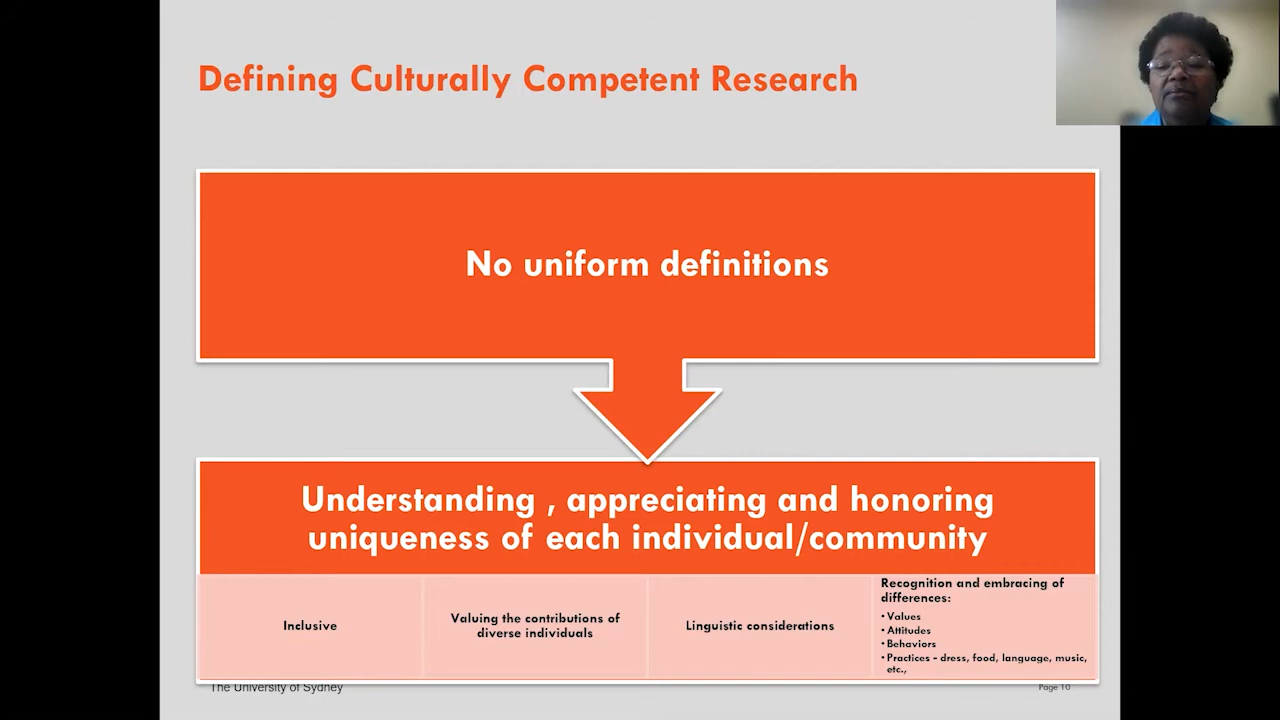 Defining Culturally Competent Research
No uniform definitions
Understanding , appreciating and honoring
uniqueness of each individual/community
Inclusive
Valuing the contributions of
diverse individuals
Linguistic considerations
Recognition and embracing of
differences:
• Values
• Attitudes
• Behaviors
• Practices - dress, food, language, music,
etc.,
The University of Sydney
Page 10